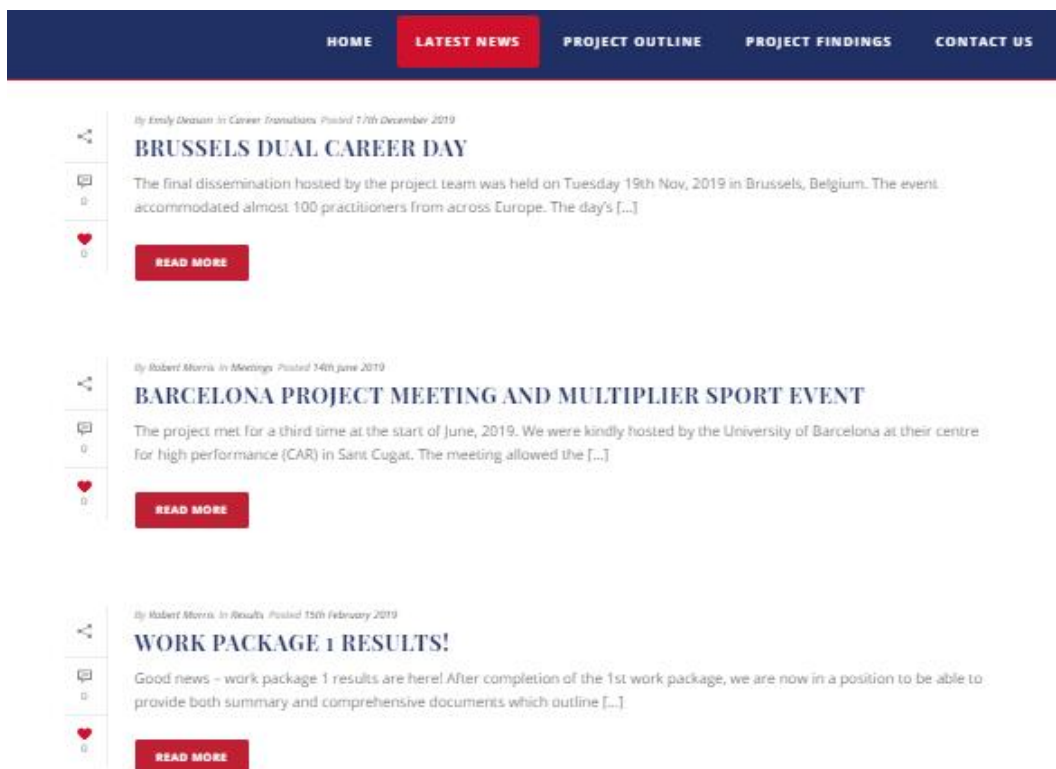 HOME LATEST NEWS PROJECT OUTLINE PROJECT FINDINGS CONTACT US
By Emily Deason In Career Transitions Posted 17th December 2019
BRUSSELS DUAL CAREER DAY
The final dissemination hosted by the project team was held on Tuesday 19th Nov, 2019 in Brussels, Belgium. The event
0
accommodated almost 100 practitioners from across Europe. The day's [...]
0
READ MORE
By Robert Morris In Meetings Posted 14th June 2019
BARCELONA PROJECT MEETING AND MULTIPLIER SPORT EVENT
The project met for a third time at the start of June, 2019. We were kindly hosted by the University of Barcelona at their centre
0
for high performance (CAR) in Sant Cugat. The meeting allowed the [...]
0
READ MORE
By Robert Morris In Results Posted 15th February 2019
WORK PACKAGE 1 RESULTS!
Good news – work package 1 results are here! After completion of the 1st work package, we are now in a position to be able to
0
provide both summary and comprehensive documents which outline [...]
0
READ MORE